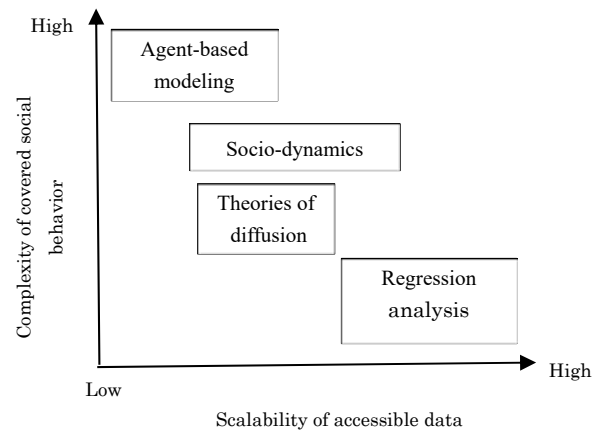 High
Agent-based
modeling
Socio-dynamics
Theories of
diffusion
Regression
analysis
Complexity of covered social
behavior
High
Low
Scalability of accessible data